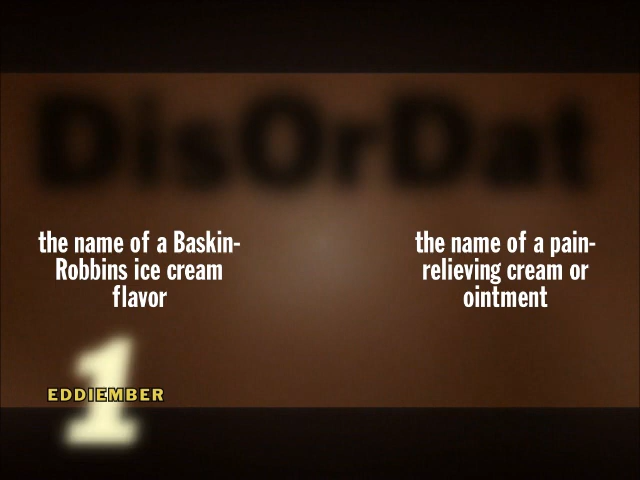 DisOrDat
the name of a Baskin-
Robbins ice cream
flavor
the name of a pain-
relieving cream or
ointment
1
EDDIEMBER